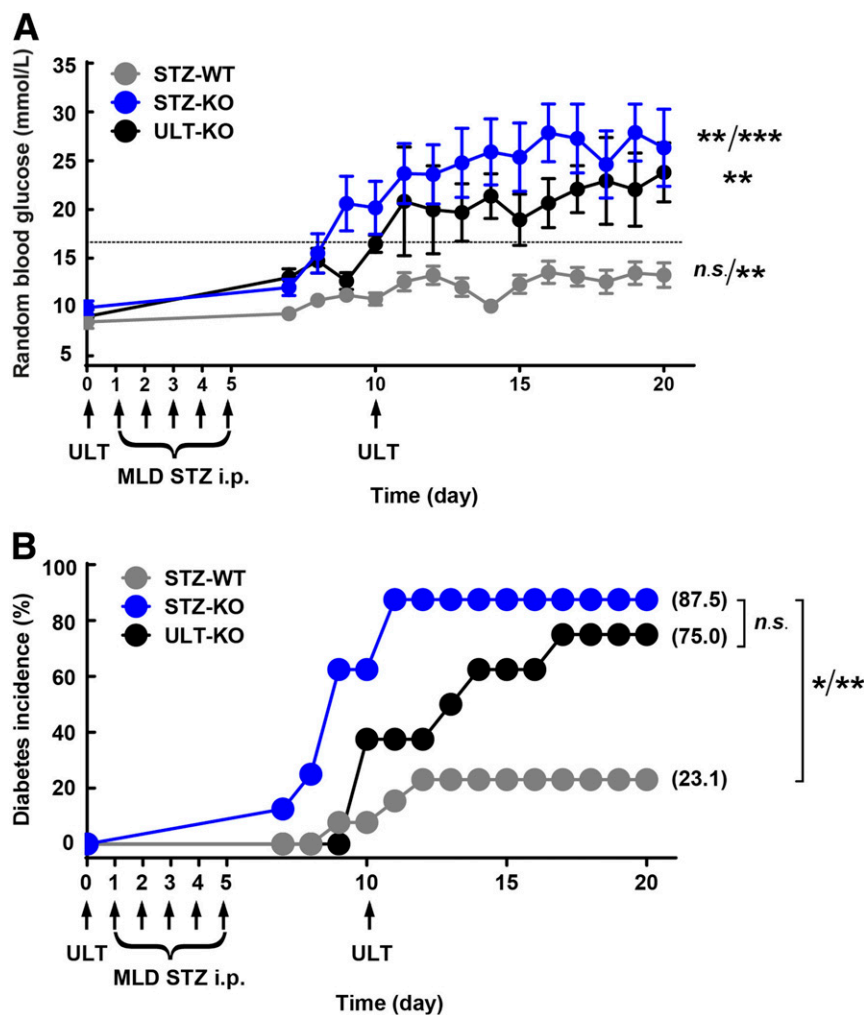 A
Random blood glucose (mmol/L)
35
30
25
20
15
10
5
STZ-WT
STZ-KO
ULT-KO
**/***
**
n.s./**
0 1 2 3 4 5 10 15 20
ULT
MLD STZ i.p.
ULT
Time (day)
B
Diabetes incidence (%)
100
80
60
40
20
0
STZ-WT
STZ-KO
ULT-KO
(87.5)
(75.0)
(23.1)
n.s.
*/**
0 1 2 3 4 5 10 15 20
ULT
MLD STZ i.p.
ULT
Time (day)